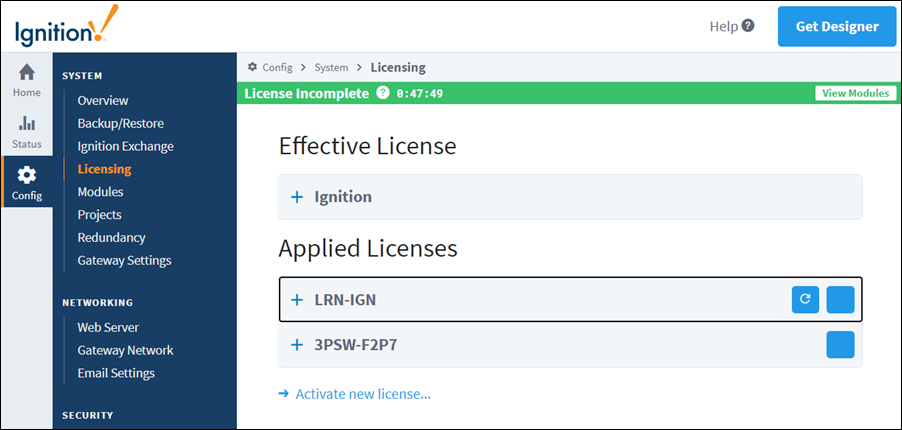 Ignition!
Help ?
Get Designer
Home
Status
Config
SYSTEM
Overview
Backup/Restore
Ignition Exchange
Licensing
Modules
Projects
Redundancy
Gateway Settings
NETWORKING
Web Server
Gateway Network
Email Settings
SECURITY
Config > System > Licensing
License Incomplete ? 0:47:49
View Modules
Effective License
+ Ignition
Applied Licenses
+ LRN-IGN
+ 3PSW-F2P7
→ Activate new license...